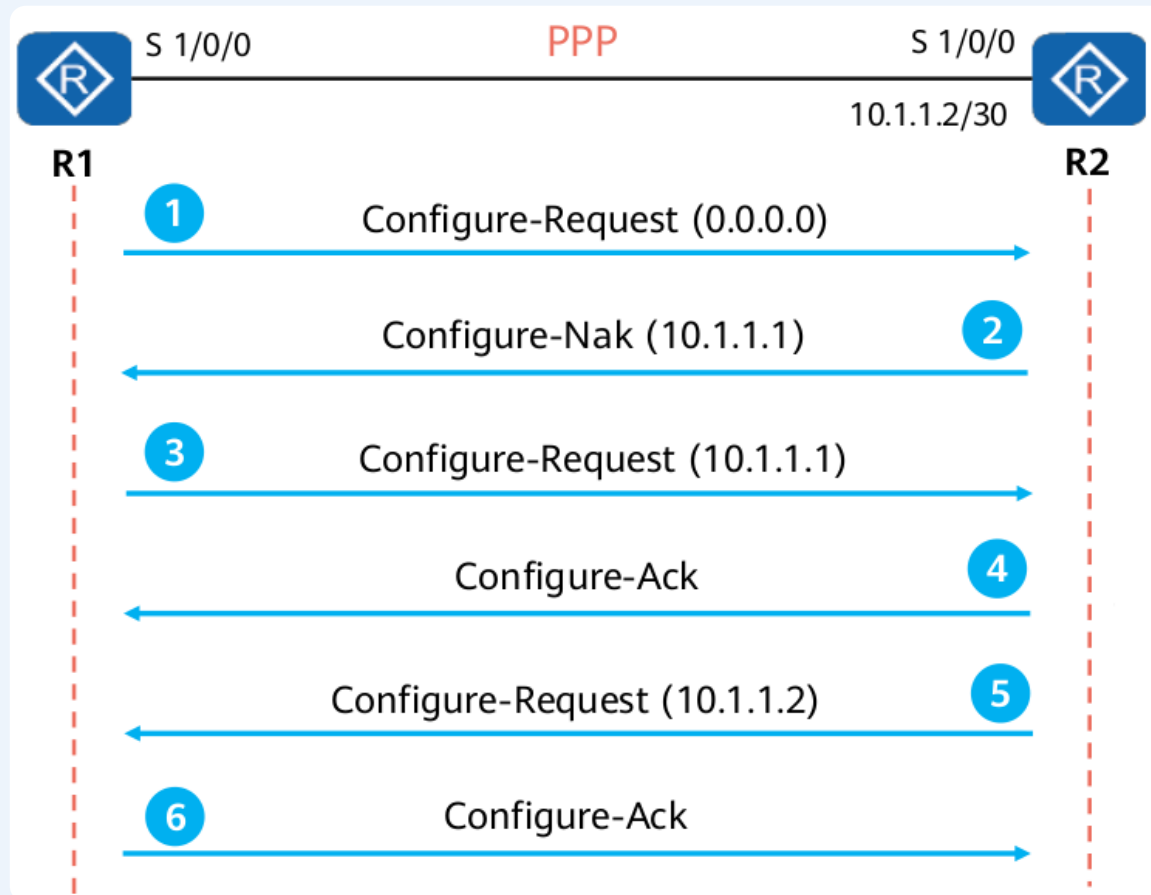 S 1/0/0
PPP
S 1/0/0
R
R
10.1.1.2/30
R1
R2
1
Configure-Request (0.0.0.0)
Configure-Nak (10.1.1.1)
2
3
Configure-Request (10.1.1.1)
Configure-Ack
4
Configure-Request (10.1.1.2)
5
6
Configure-Ack